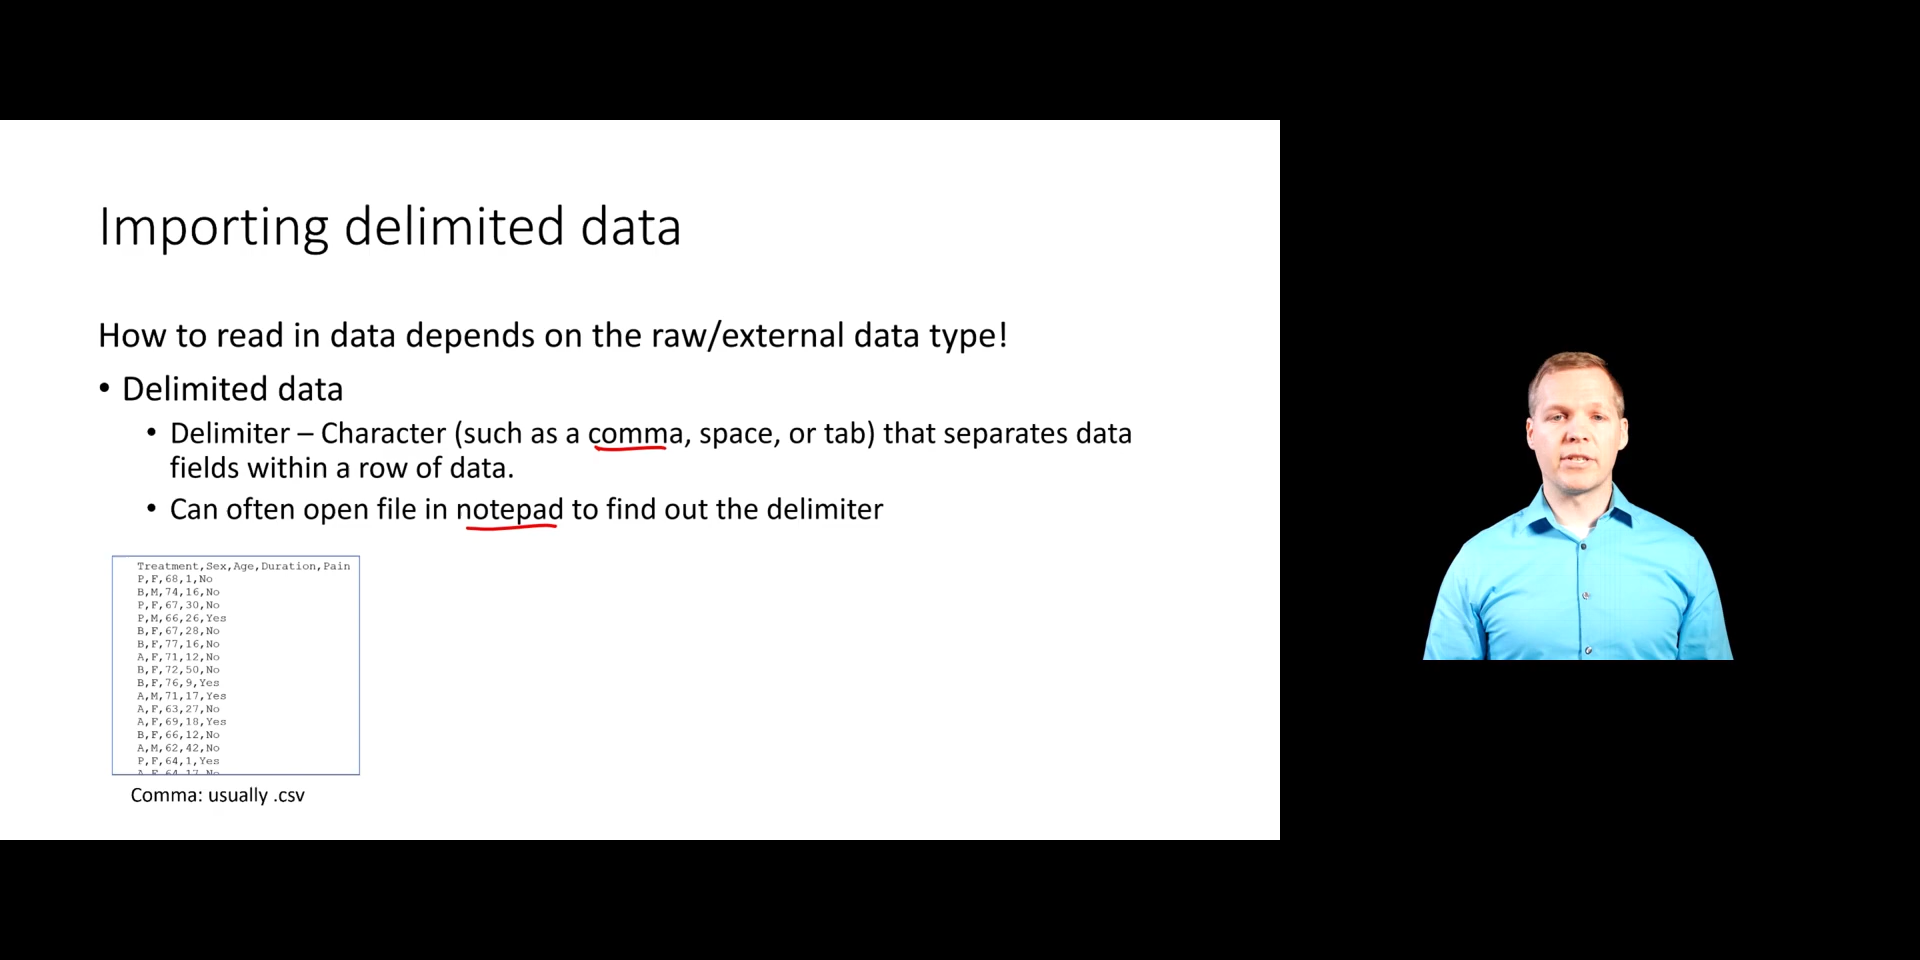 Importing delimited data
How to read in data depends on the raw/external data type!
• Delimited data
• Delimiter – Character (such as a comma, space, or tab) that separates data
fields within a row of data.
• Can often open file in notepad to find out the delimiter
Treatment,Sex,Age,Duration,Pain
P,F,68,1,No
B,M,74,16,No
P,F,67,30,No
P,M,66,26,Yes
B,F,67,28,No
B,F,77,16,No
A,F,71,12,No
B,F,72,50,No
B,F,76,9,Yes
A,M,71,17,Yes
A,F,63,27,No
A,F,69,18,Yes
B,F,66,12,No
A,M,62,42,No
P,F,64,1,Yes
A,F,64,17,No
Comma: usually .csv